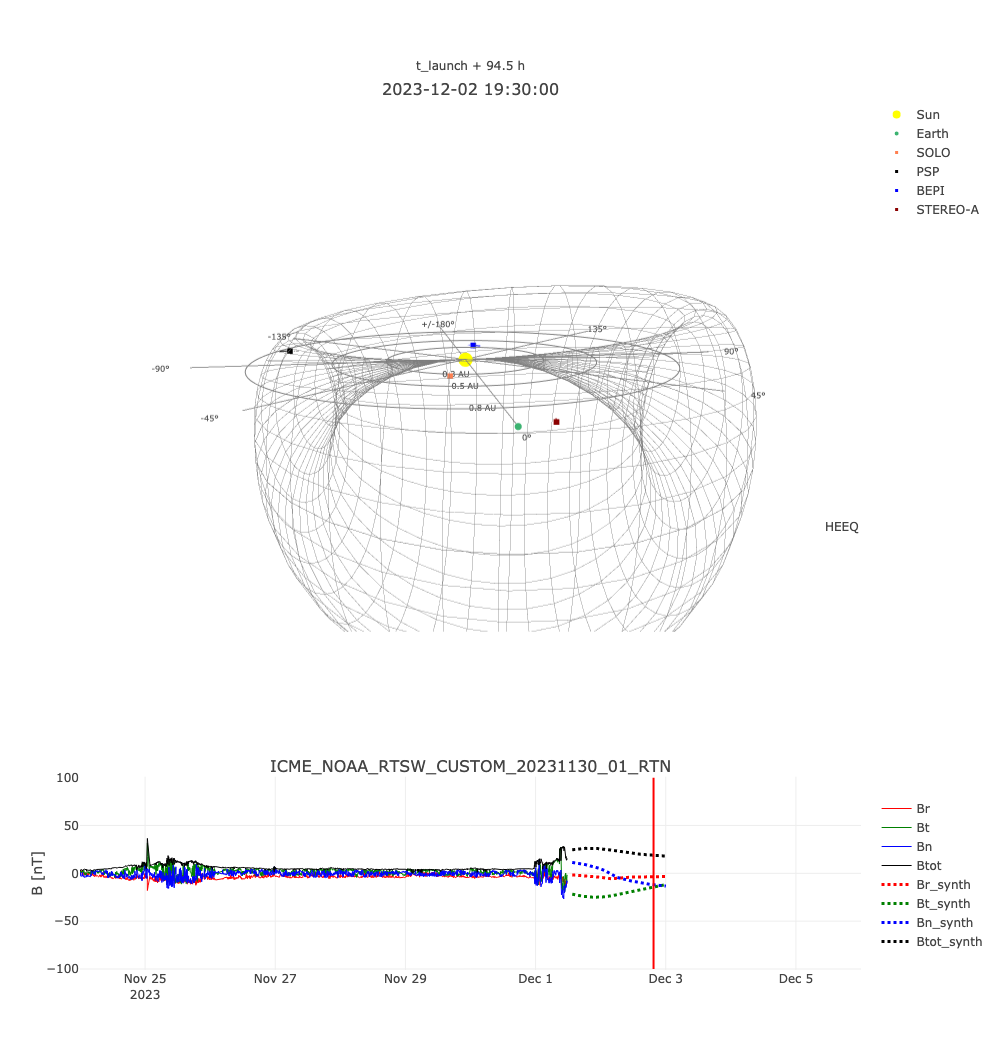 t_launch + 94.5 h
2023-12-02 19:30:00
Sun
Earth
SOLO
PSP
BEPI
STEREO-A
+/-180°
-135°
135°
-90°
90°
0.3 AU
0.5 AU
45°
0.8 AU
-45°
0°
HEEQ
ICME_NOAA_RTSW_CUSTOM_20231130_01_RTN
B [nT]
100
50
0
−50
−100
Nov 25
2023
Nov 27
Nov 29
Dec 1
Dec 3
Dec 5
Br
Bt
Bn
Btot
Br_synth
Bt_synth
Bn_synth
Btot_synth